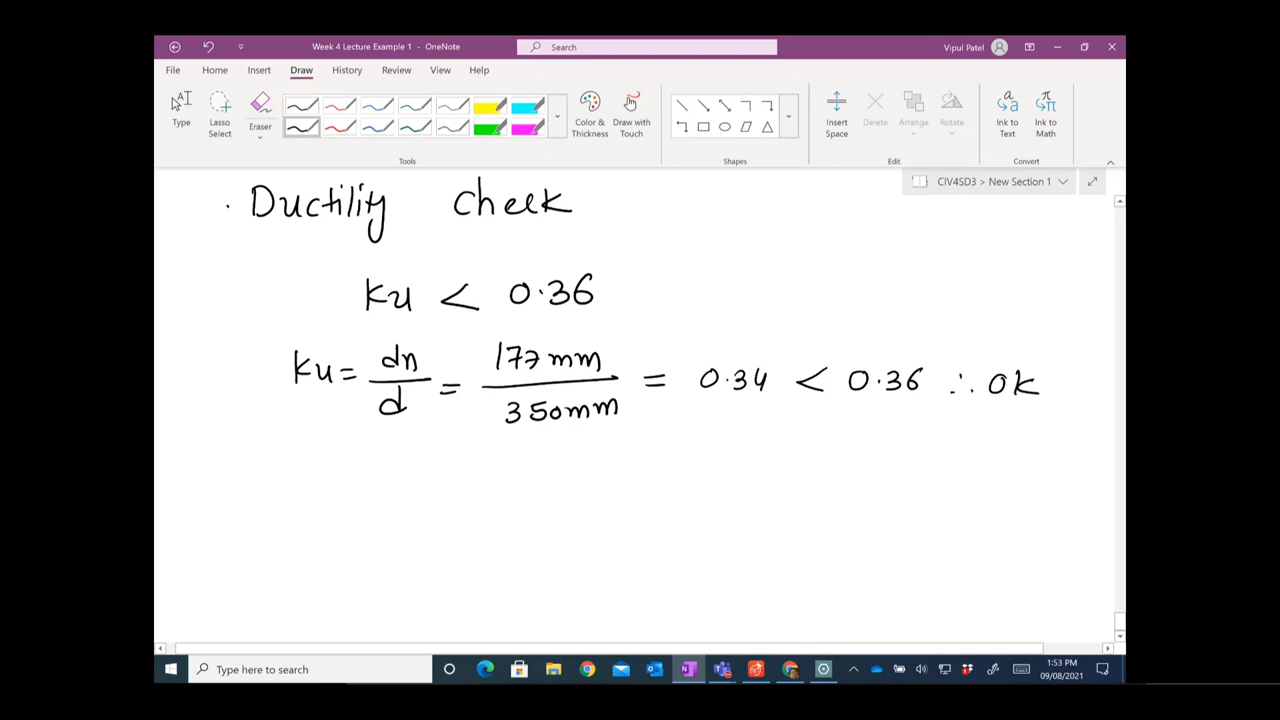 Week 4 Lecture Example 1 - OneNote
Search
Vipul Patel
File Home Insert Draw History Review View Help
Type
Lasso Select
Eraser
Color & Thickness
Draw with Touch
Insert Space
Delete
Arrange
Rotate
Ink to Text
Ink to Math
Tools
Shapes
Edit
Convert
CIV4SD3 > New Section 1
· Ductility check
Ku < 0.36
Ku = dn/d = 177mm/350mm = 0.34 < 0.36 ∴ OK
Type here to search
1:53 PM
09/08/2021